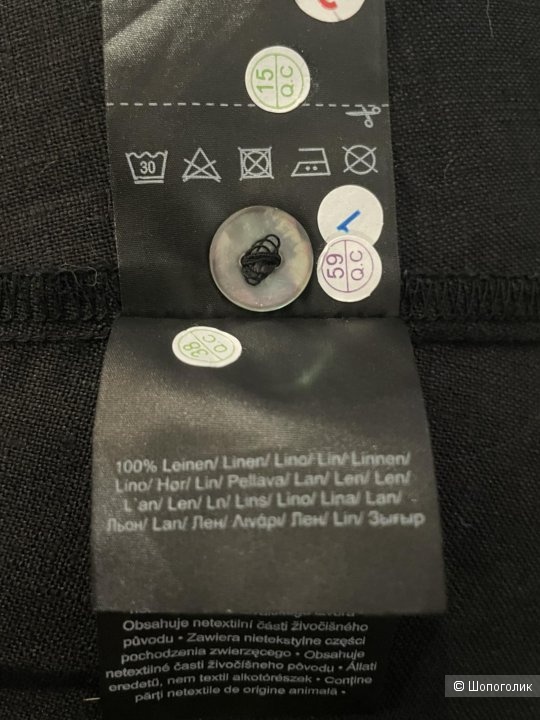 15
Q.C
30
59
Q.C
38
Q.C
100% Leinen/ Linen/ Lino/ Lin/ Linnen/
Lino/ Hør/ Lin/ Pellava/ Lan/ Len/ Len/
L´an/ Len/ Ln/ Lins/ Lino/ Lina/ Lan/
Льон/ Lan/ Лен/ Λινάρι/ Лен/ Lin/ Зығыр
Obsahuje netextilní části živočišného
původu • Zawiera nietekstylne części
pochodzenia zwierzęcego • Obsahuje
netextilné časti živočíšneho pôvodu • Állati
eredetű, nem textil alkotórészek • Conține
părți netextile de origine animală •
© Шопоголик